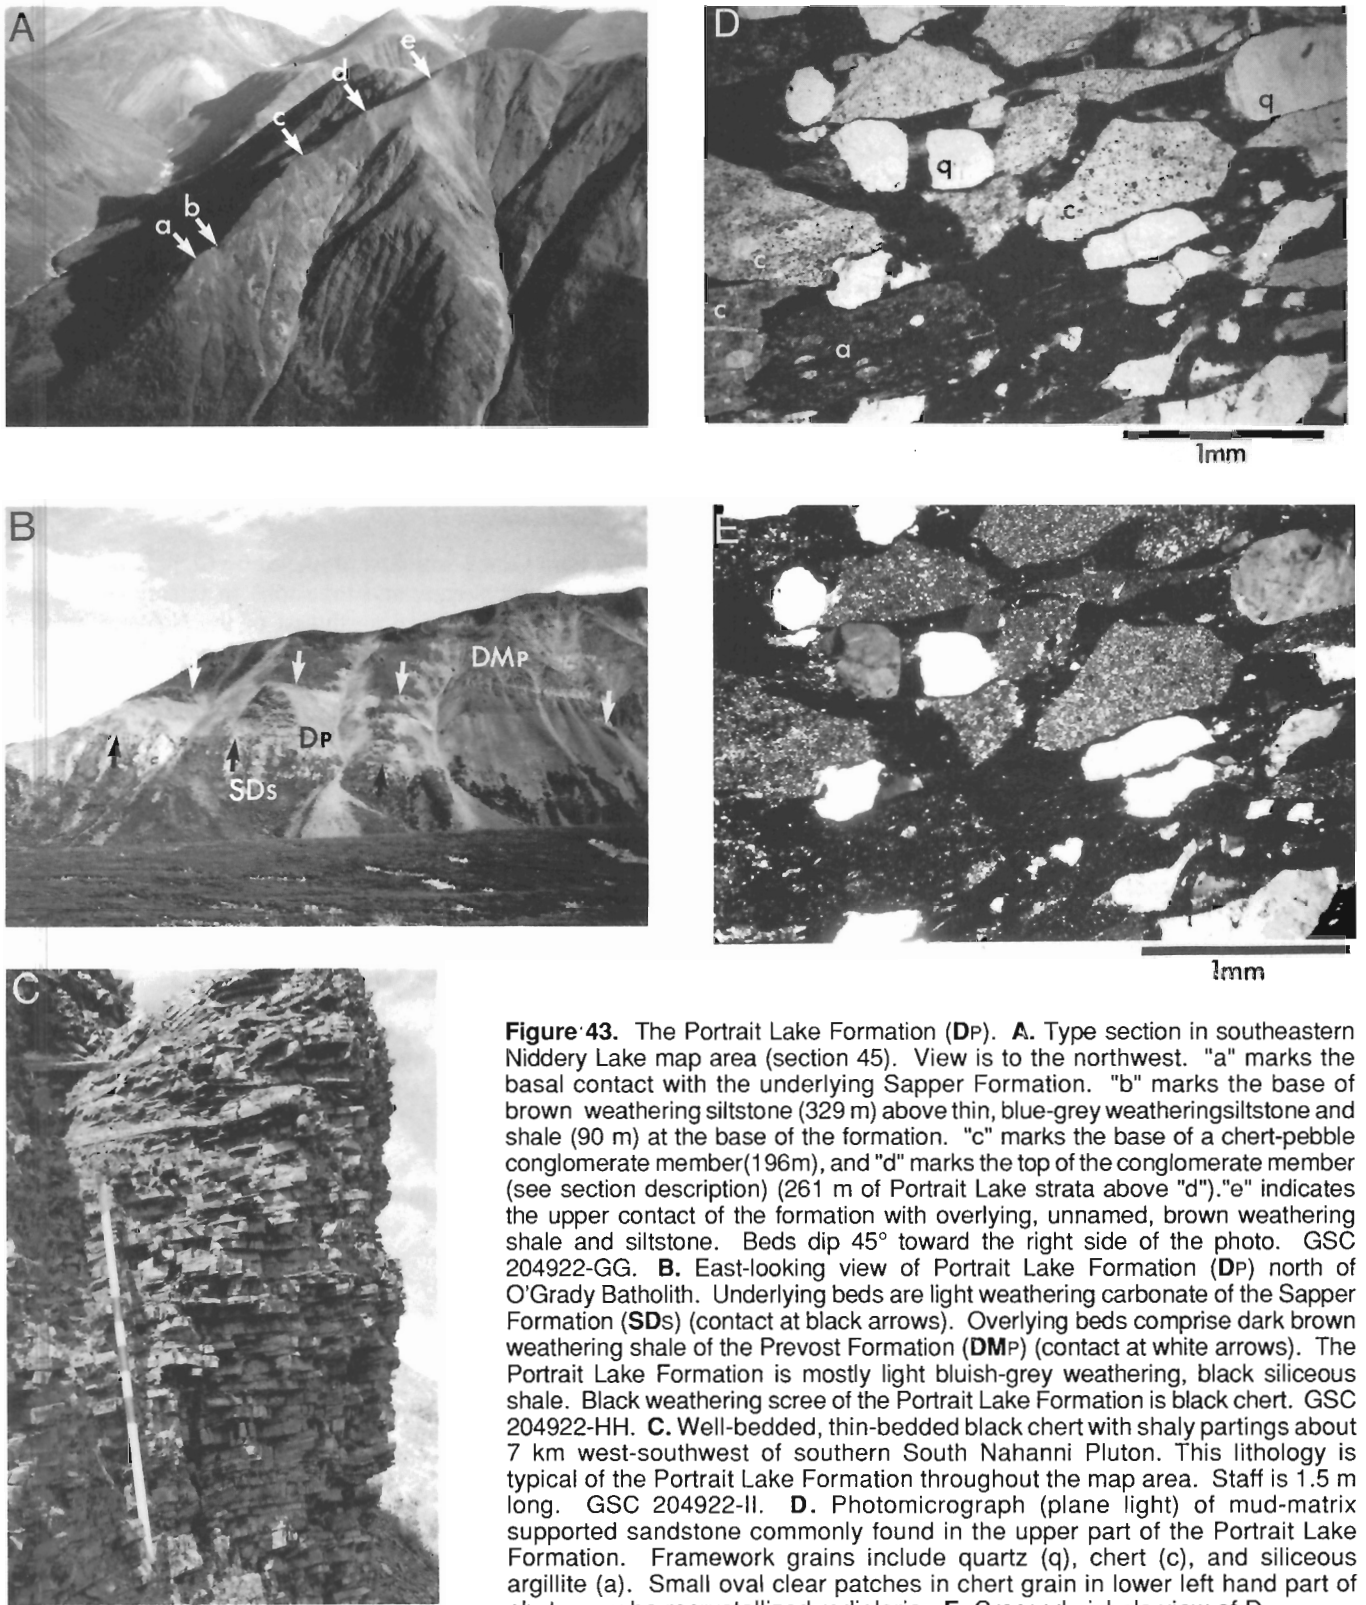 A
a
b
c
d
e
D
q
q
c
c
c
a
1mm
B
DMP
DP
SDs
E
1mm
C
Figure 43. The Portrait Lake Formation (DP). A. Type section in southeastern
Niddery Lake map area (section 45). View is to the northwest. "a" marks the
basal contact with the underlying Sapper Formation. "b" marks the base of
brown weathering siltstone (329 m) above thin, blue-grey weatheringsiltstone and
shale (90 m) at the base of the formation. "c" marks the base of a chert-pebble
conglomerate member(196m), and "d" marks the top of the conglomerate member
(see section description) (261 m of Portrait Lake strata above "d")."e" indicates
the upper contact of the formation with overlying, unnamed, brown weathering
shale and siltstone. Beds dip 45° toward the right side of the photo. GSC
204922-GG. B. East-looking view of Portrait Lake Formation (DP) north of
O'Grady Batholith. Underlying beds are light weathering carbonate of the Sapper
Formation (SDs) (contact at black arrows). Overlying beds comprise dark brown
weathering shale of the Prevost Formation (DMP) (contact at white arrows). The
Portrait Lake Formation is mostly light bluish-grey weathering, black siliceous
shale. Black weathering scree of the Portrait Lake Formation is black chert. GSC
204922-HH. C. Well-bedded, thin-bedded black chert with shaly partings about
7 km west-southwest of southern South Nahanni Pluton. This lithology is
typical of the Portrait Lake Formation throughout the map area. Staff is 1.5 m
long. GSC 204922-II. D. Photomicrograph (plane light) of mud-matrix
supported sandstone commonly found in the upper part of the Portrait Lake
Formation. Framework grains include quartz (q), chert (c), and siliceous
argillite (a). Small oval clear patches in chert grain in lower left hand part of